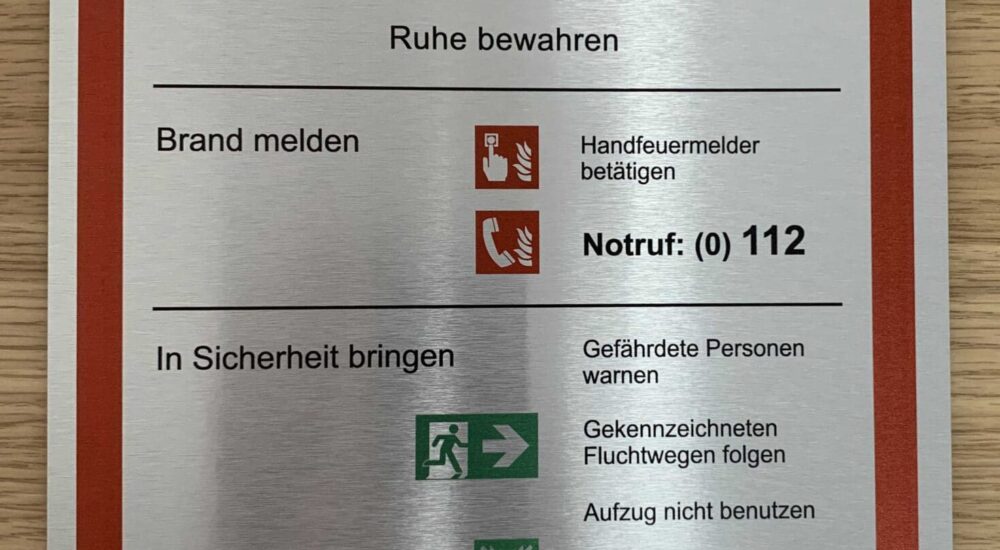 Ruhe bewahren
Brand melden
Handfeuermelder
betätigen
Notruf: (0) 112
In Sicherheit bringen
Gefährdete Personen
warnen
Gekennzeichneten
Fluchtwegen folgen
Aufzug nicht benutzen